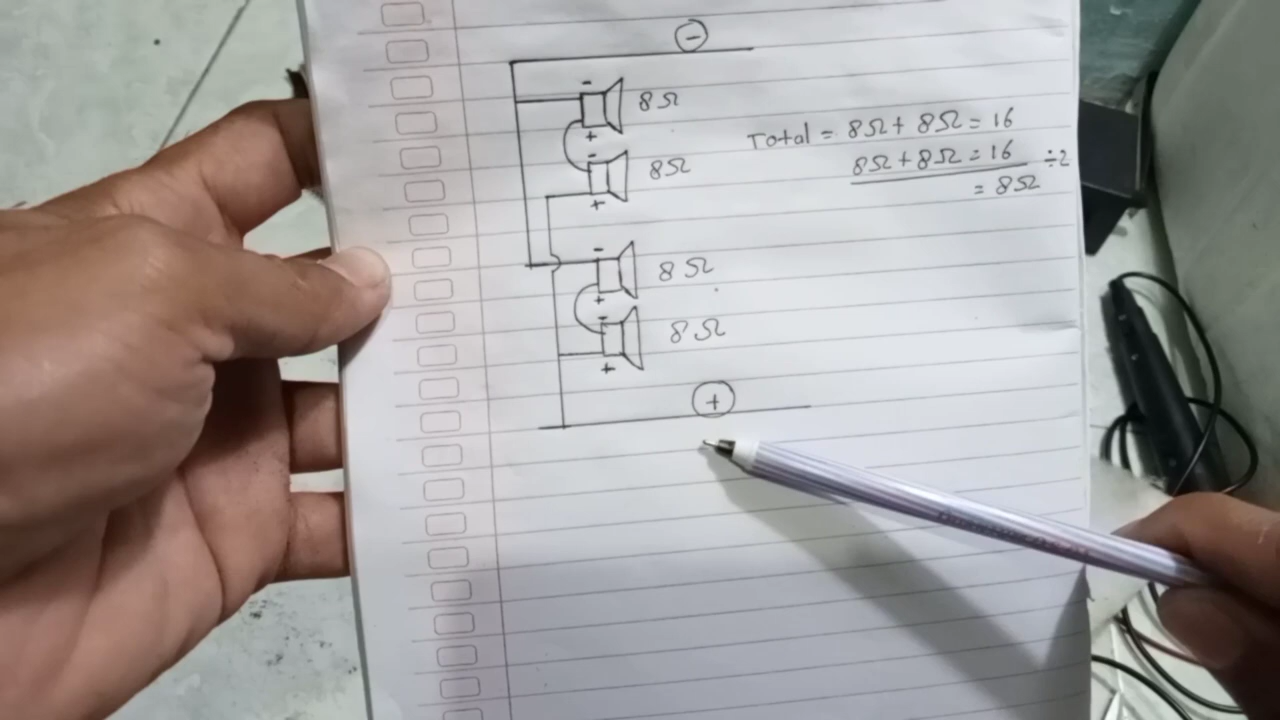 -
- 8Ω
+
- 8Ω
+
Total = 8Ω + 8Ω = 16
8Ω + 8Ω = 16 ÷2
= 8Ω
- 8Ω
+
- 8Ω
+
+